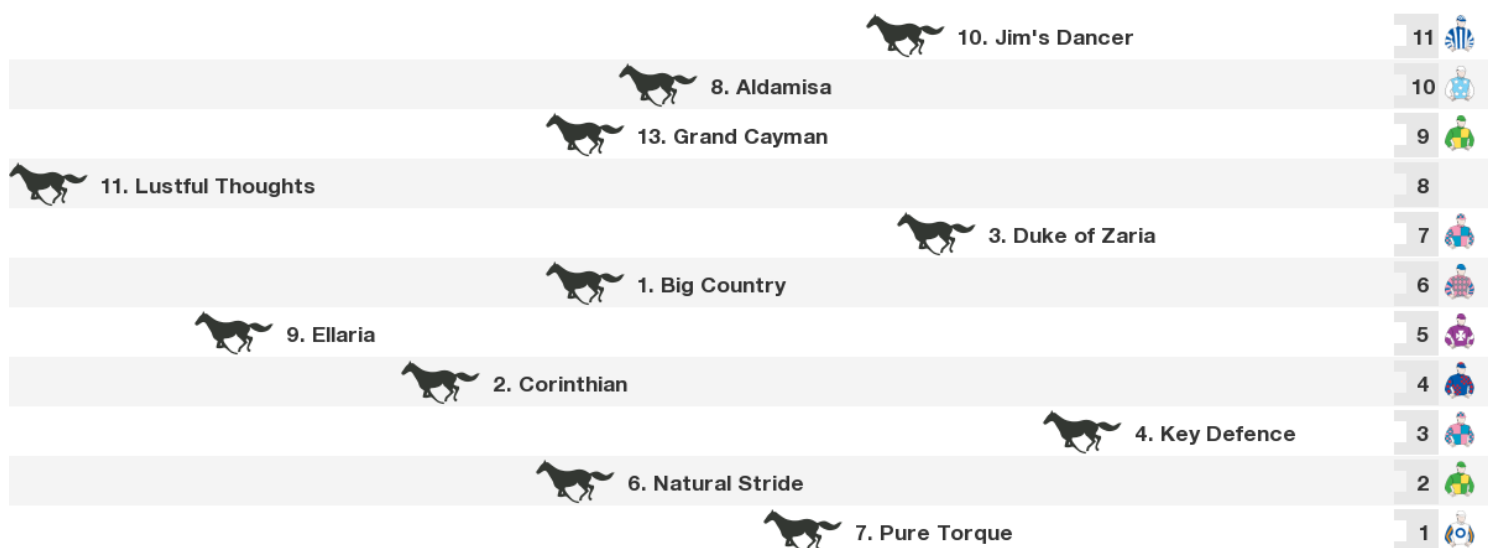 10. Jim's Dancer 11
8. Aldamisa 10
13. Grand Cayman 9
11. Lustful Thoughts 8
3. Duke of Zaria 7
1. Big Country 6
9. Ellaria 5
2. Corinthian 4
4. Key Defence 3
6. Natural Stride 2
7. Pure Torque 1